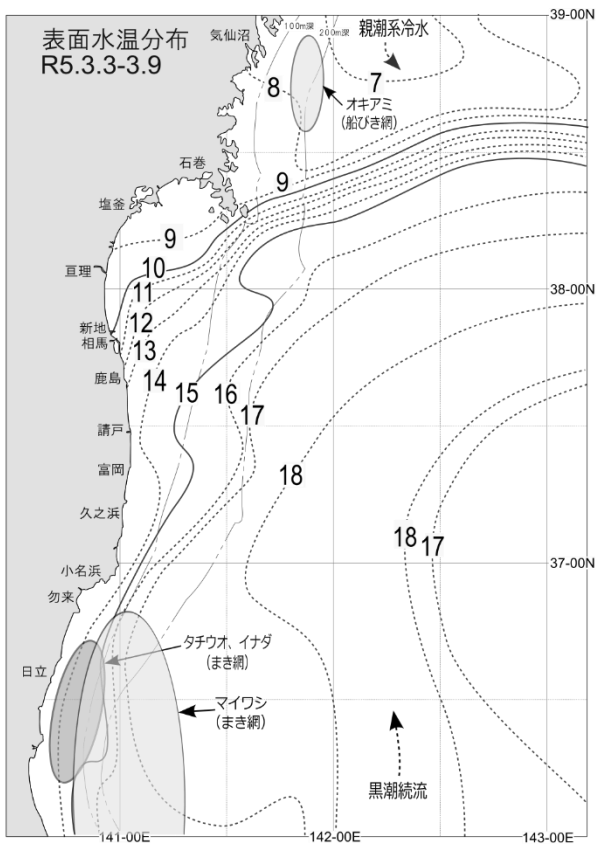 表面水温分布
R5.3.3-3.9
気仙沼
100m深
200m深
親潮系冷水
39-00N
7
8
オキアミ
(船びき網)
石巻
9
塩釜
9
亘理
10
38-00N
11
新地
12
相馬
13
鹿島
14
15
16
17
請戸
富岡
18
久之浜
18
17
小名浜
37-00N
勿来
タチウオ、イナダ
(まき網)
日立
マイワシ
(まき網)
黒潮続流
141-00E
142-00E
143-00E